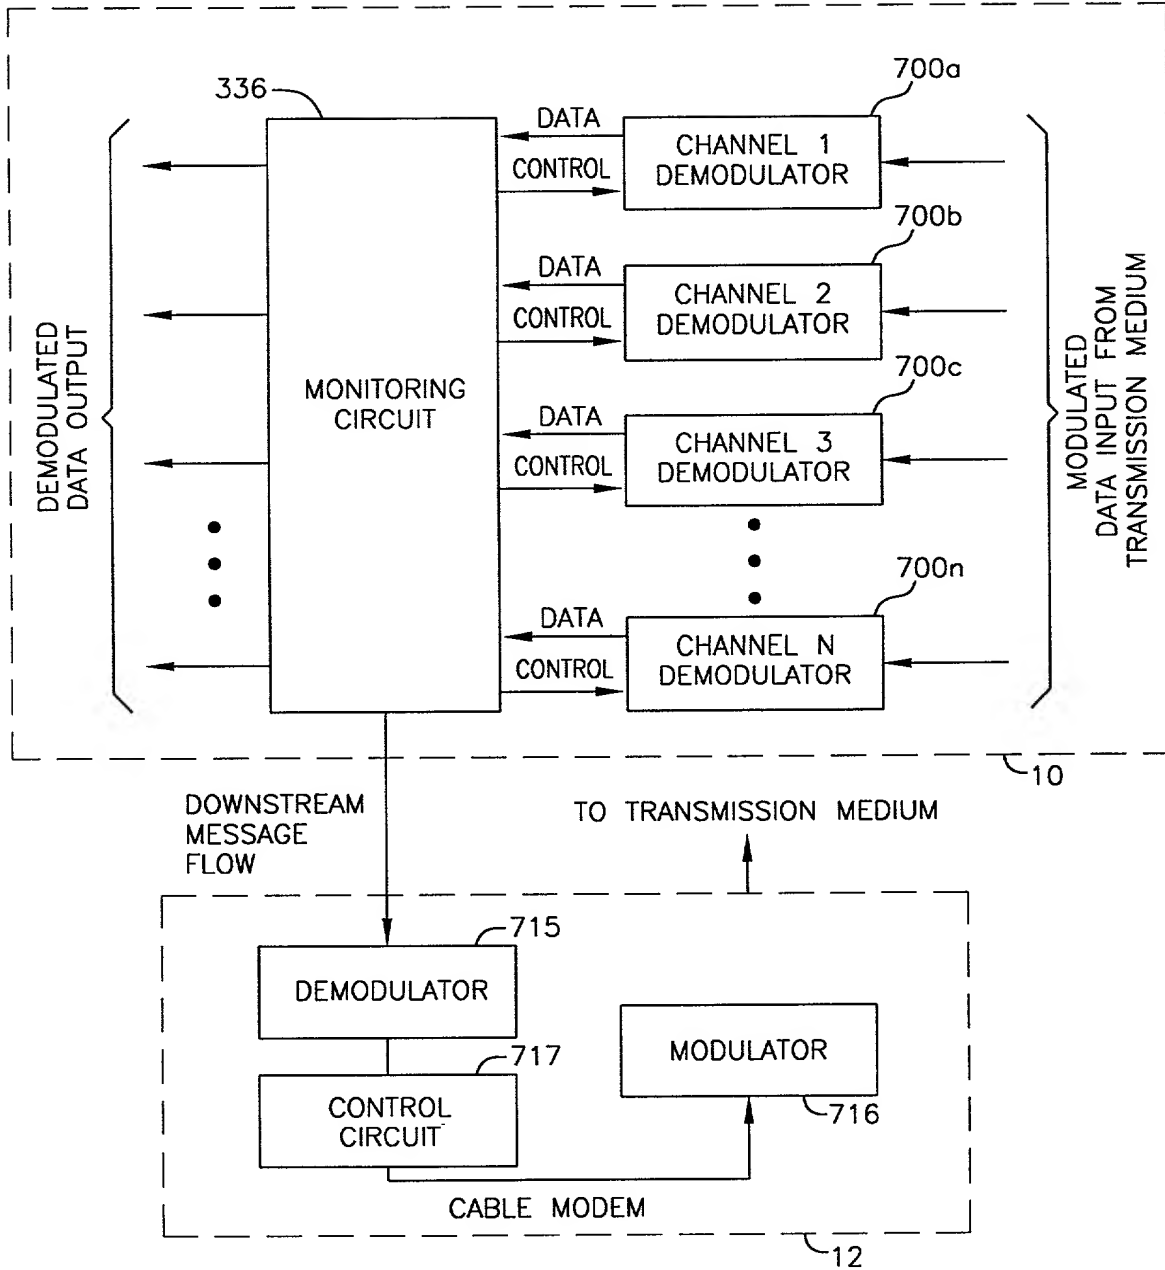 336
700a
DATA
CONTROL
CHANNEL 1
DEMODULATOR
700b
DATA
CONTROL
CHANNEL 2
DEMODULATOR
700c
DATA
CONTROL
CHANNEL 3
DEMODULATOR
700n
DATA
CONTROL
CHANNEL N
DEMODULATOR
MONITORING
CIRCUIT
DEMODULATED
DATA OUTPUT
MODULATED
DATA INPUT FROM
TRANSMISSION MEDIUM
10
DOWNSTREAM
MESSAGE
FLOW
TO TRANSMISSION MEDIUM
715
DEMODULATOR
717
CONTROL
CIRCUIT
MODULATOR
716
CABLE MODEM
12